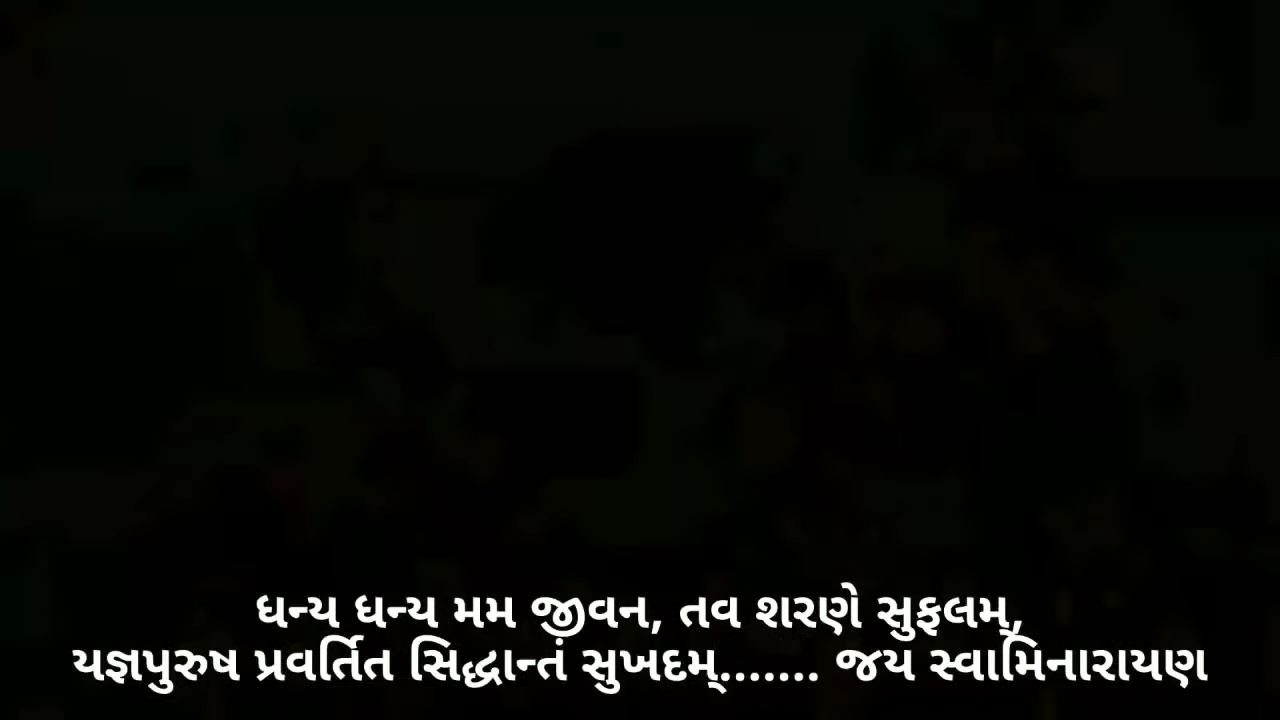 ધન્ય ધન્ય મમ જીવન, તવ શરણે સુફલમ્,
યજ્ઞપુરુષ પ્રવર્તિત સિદ્ધાન્તં સુખદમ્....... જય સ્વામિનારાયણ